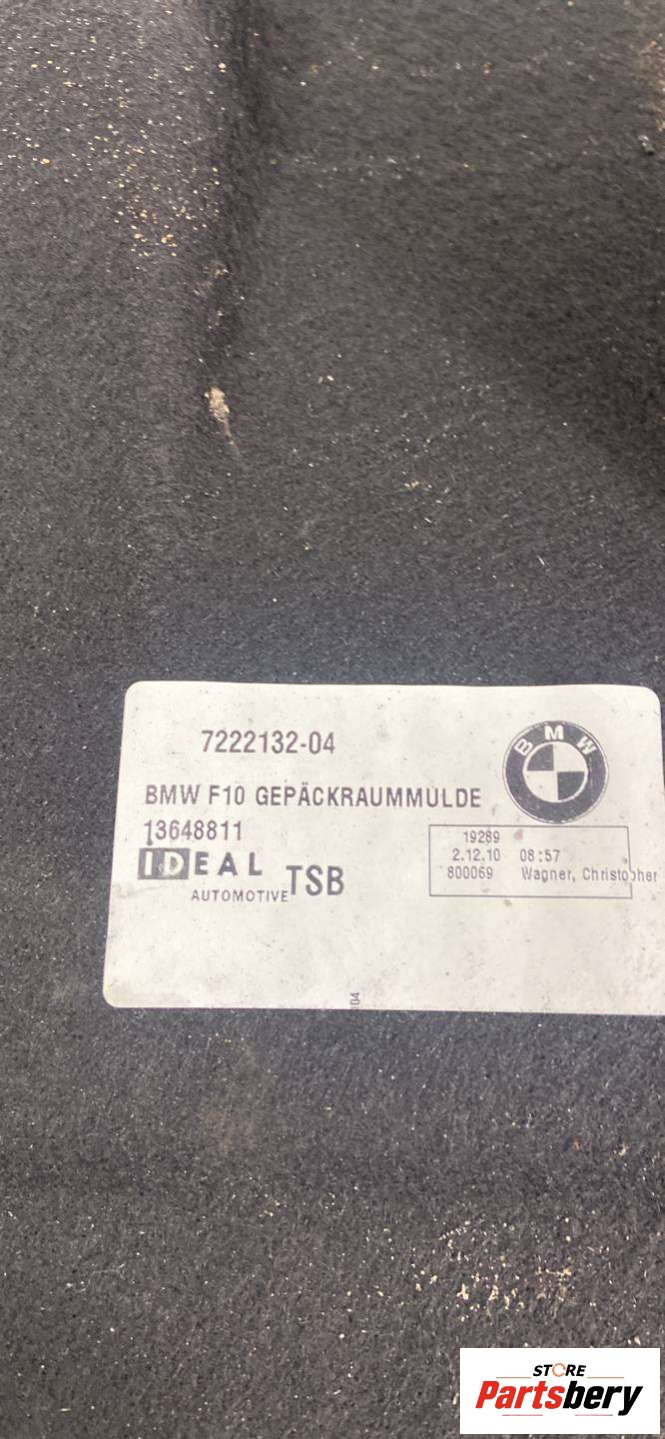 7222132-04
BMW
BMW F10 GEPÄCKRAUMMULDE
13648811
19289
2.12.10 08:57
800069 Wagner, Christopher
IDEAL
AUTOMOTIVE
TSB
04
STORE
Partsbery